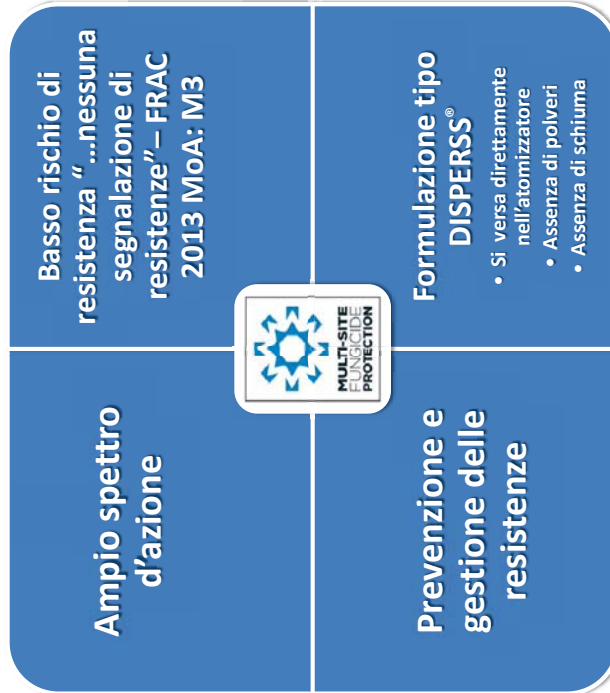 Ampio spettro
d'azione
Basso rischio di
resistenza "...nessuna
segnalazione di
resistenze" – FRAC
2013 MoA: M3
MULTI-SITE
FUNGICIDE
PROTECTION
Prevenzione e
gestione delle
resistenze
Formulazione tipo
DISPERSS®
• Si versa direttamente
nell'atomizzatore
• Assenza di polveri
• Assenza di schiuma